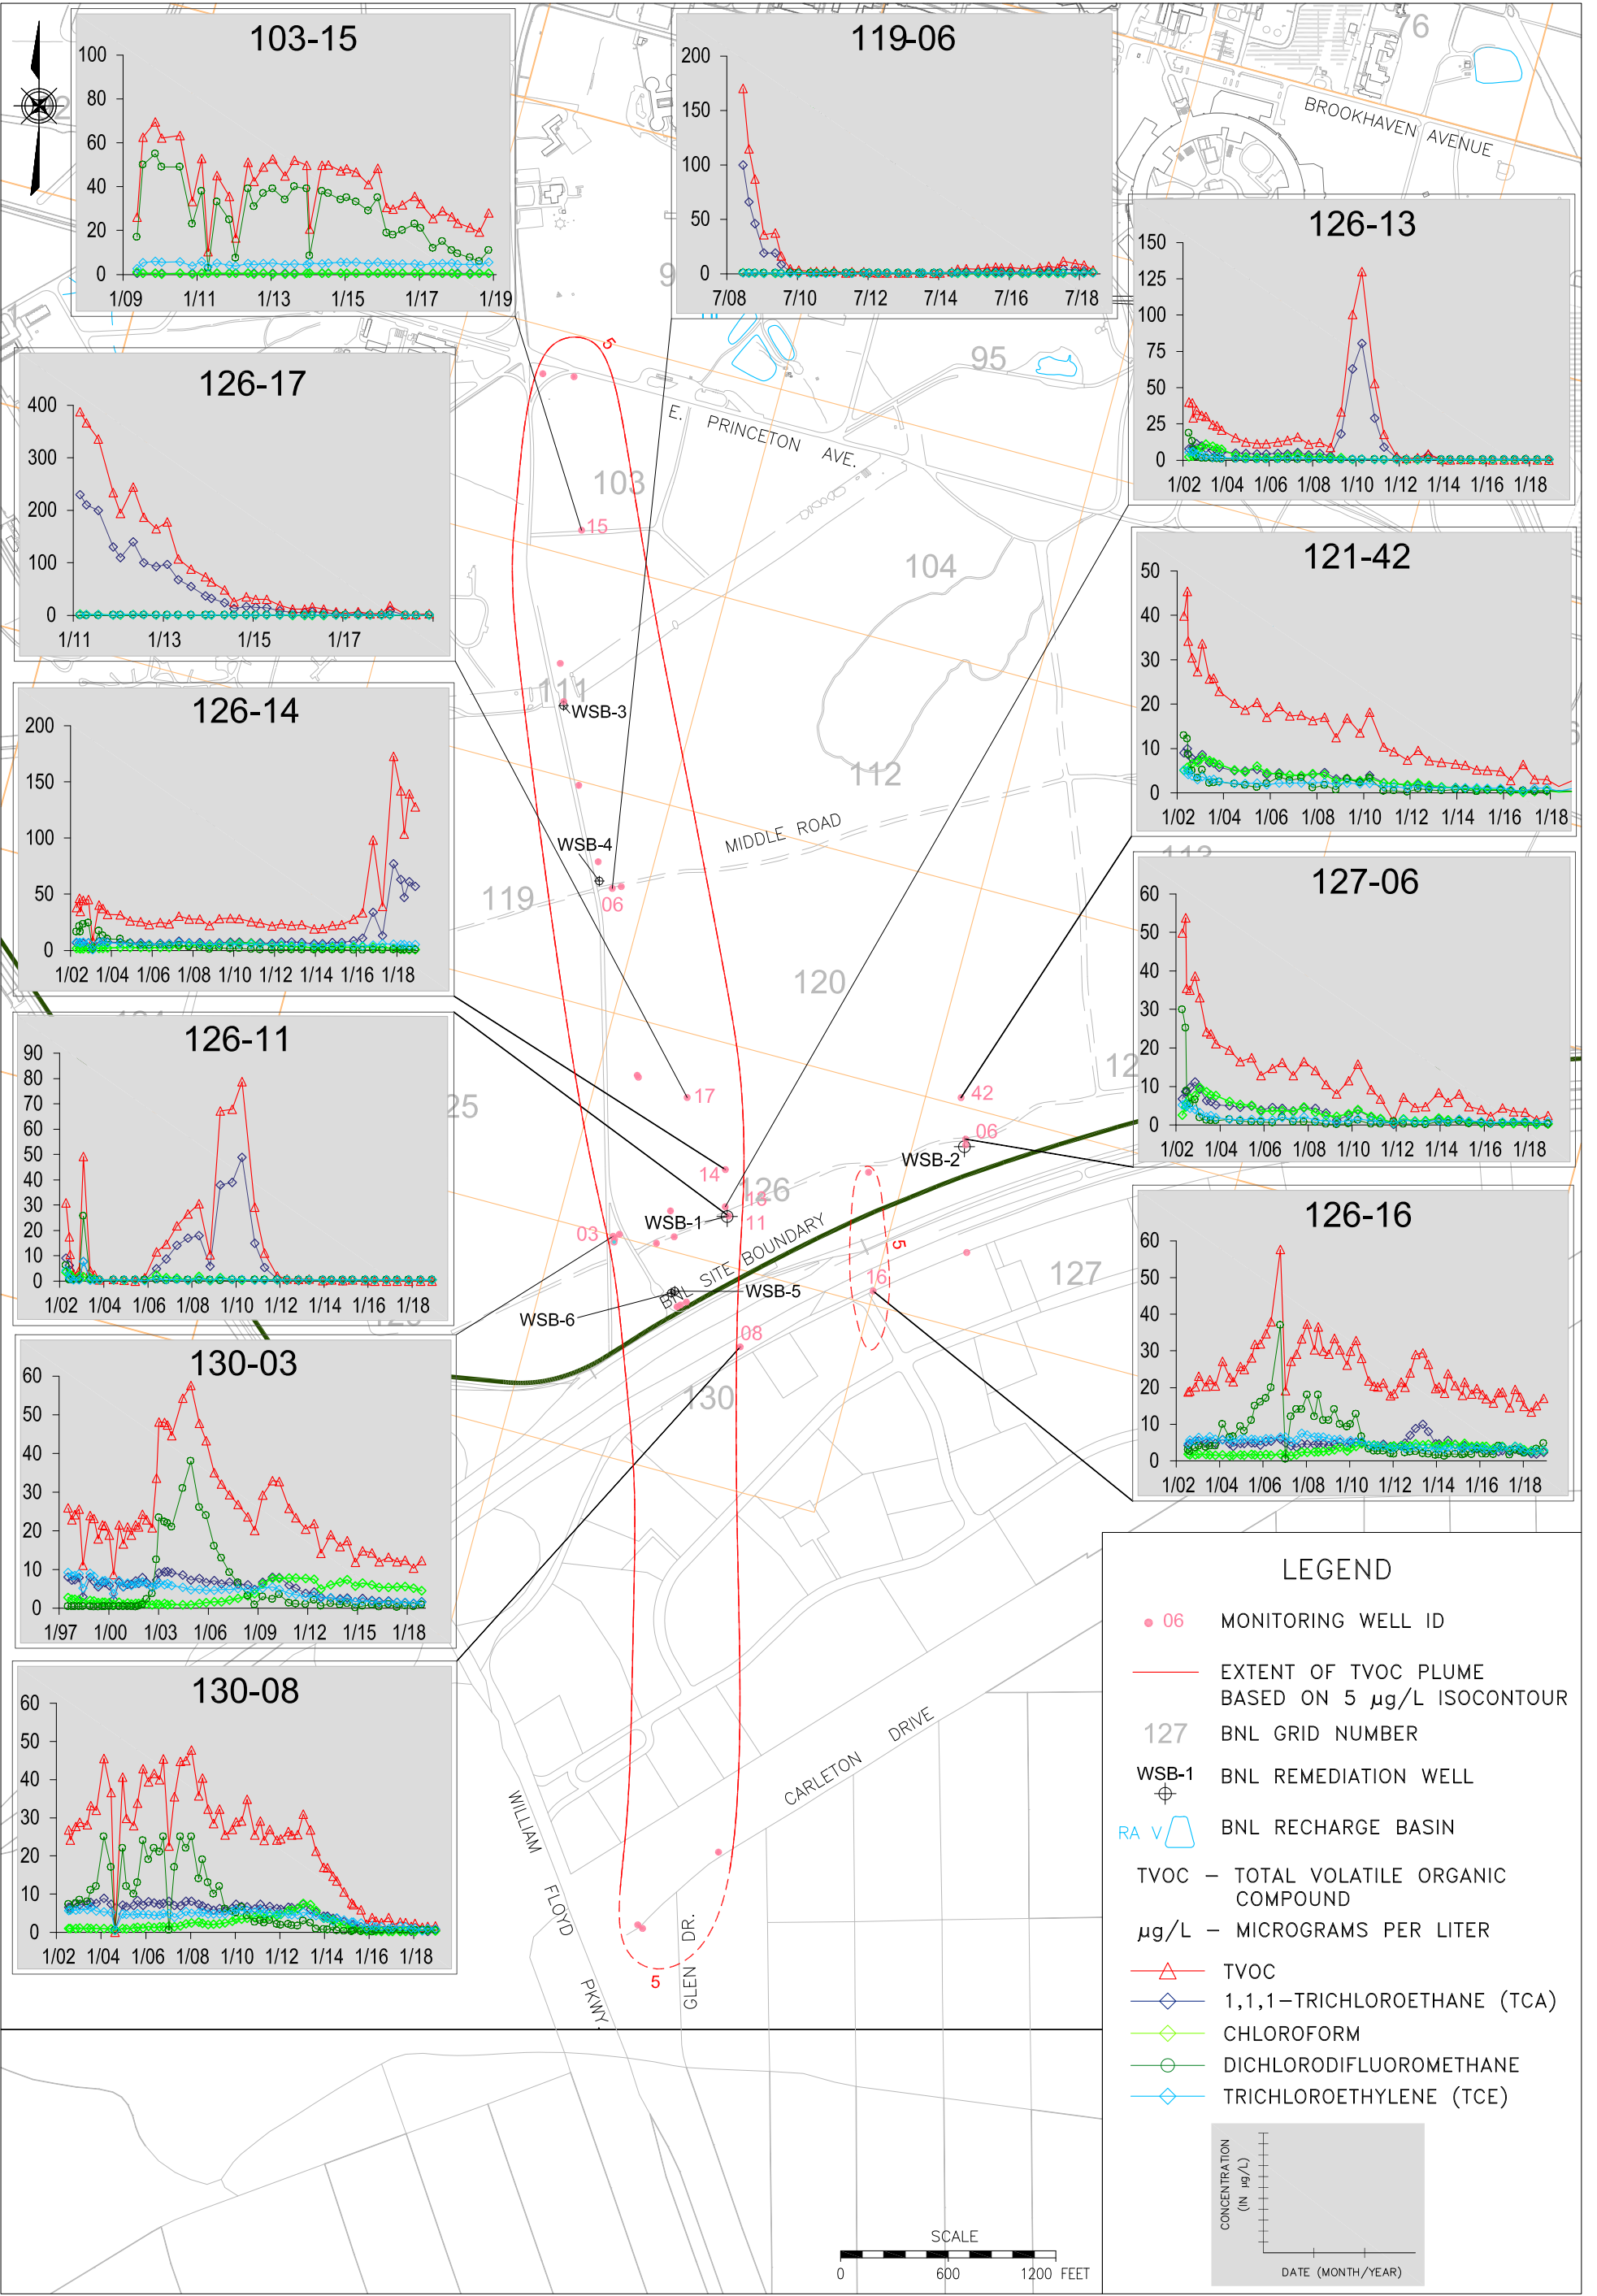 103-15
100
80
60
40
20
0
1/09 1/11 1/13 1/15 1/17 1/19
119-06
200
150
100
50
0
7/08 7/10 7/12 7/14 7/16 7/18
76
BROOKHAVEN AVENUE
126-13
150
125
100
75
50
25
0
1/02 1/04 1/06 1/08 1/10 1/12 1/14 1/16 1/18
126-17
400
300
200
100
0
1/11 1/13 1/15 1/17
5
95
E. PRINCETON AVE.
103
15
104
121-42
50
40
30
20
10
0
1/02 1/04 1/06 1/08 1/10 1/12 1/14 1/16 1/18
126-14
200
150
100
50
0
1/02 1/04 1/06 1/08 1/10 1/12 1/14 1/16 1/18
111
WSB-3
112
MIDDLE ROAD
WSB-4
119
06
127-06
60
50
40
30
20
10
0
1/02 1/04 1/06 1/08 1/10 1/12 1/14 1/16 1/18
120
126-11
90
80
70
60
50
40
30
20
10
0
1/02 1/04 1/06 1/08 1/10 1/12 1/14 1/16 1/18
25
17
42
06
WSB-2
14
126
13
11
WSB-1
03
BNL SITE BOUNDARY
5
127
16
WSB-5
WSB-6
08
130
126-16
60
50
40
30
20
10
0
1/02 1/04 1/06 1/08 1/10 1/12 1/14 1/16 1/18
130-03
60
50
40
30
20
10
0
1/97 1/00 1/03 1/06 1/09 1/12 1/15 1/18
130-08
60
50
40
30
20
10
0
1/02 1/04 1/06 1/08 1/10 1/12 1/14 1/16 1/18
CARLETON DRIVE
WILLIAM FLOYD PKWY.
GLEN DR.
5
LEGEND
06 MONITORING WELL ID
EXTENT OF TVOC PLUME
BASED ON 5 µg/L ISOCONTOUR
127 BNL GRID NUMBER
WSB-1 BNL REMEDIATION WELL
RA V BNL RECHARGE BASIN
TVOC – TOTAL VOLATILE ORGANIC
COMPOUND
µg/L – MICROGRAMS PER LITER
TVOC
1,1,1-TRICHLOROETHANE (TCA)
CHLOROFORM
DICHLORODIFLUOROMETHANE
TRICHLOROETHYLENE (TCE)
CONCENTRATION
(IN µg/L)
DATE (MONTH/YEAR)
SCALE
0 600 1200 FEET